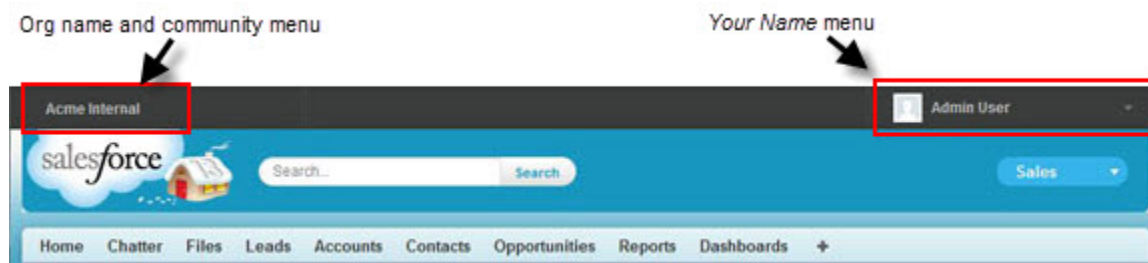 Org name and community menu
Your Name menu
Acme Internal
Admin User
salesforce
Search...
Search
Sales
Home Chatter Files Leads Accounts Contacts Opportunities Reports Dashboards +